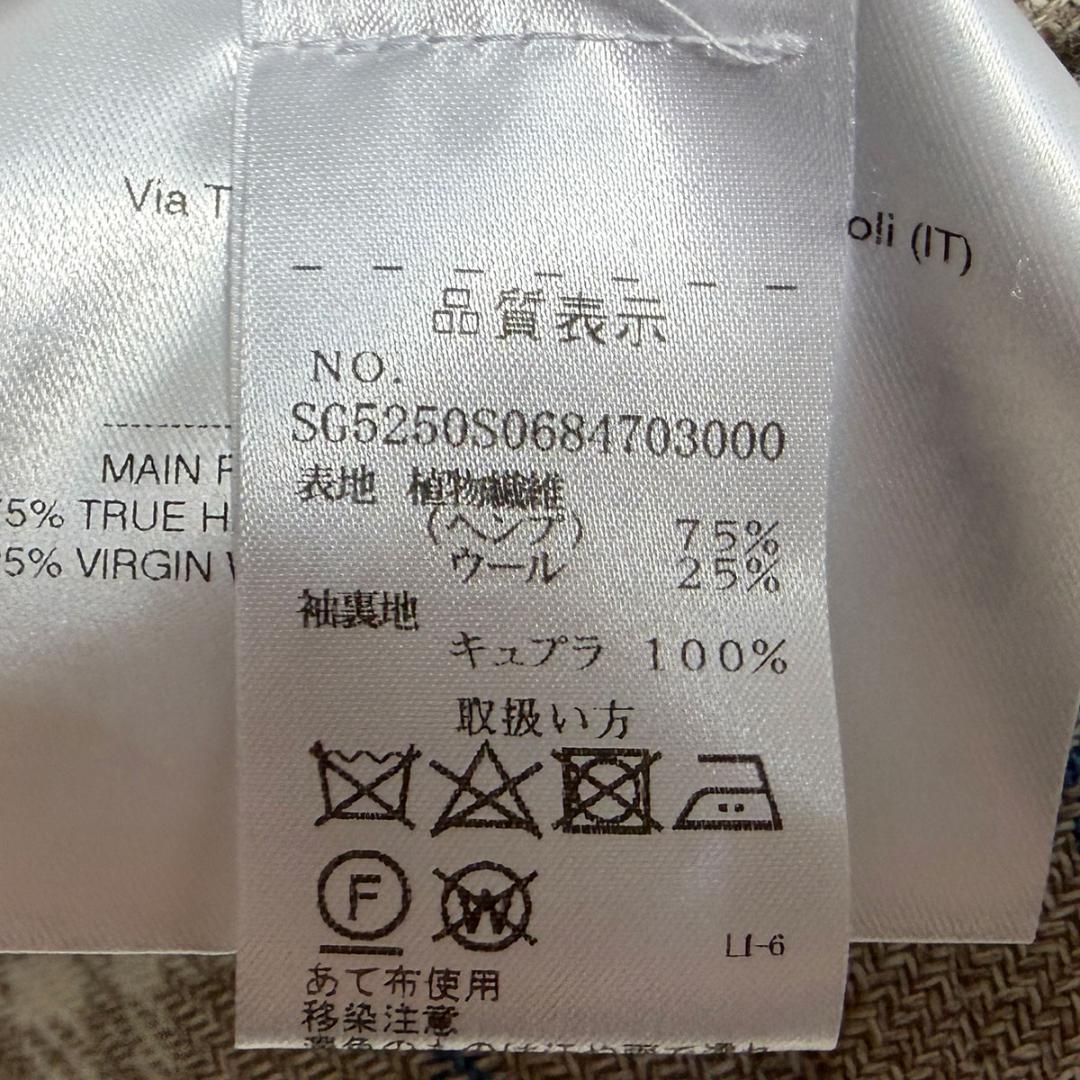 Via T
oli (IT)
品質表示
NO.
SG5250S0684703000
MAIN F
表地 植物繊維
5% TRUE H
(ヘンプ) 75%
5% VIRGIN
ウール 25%
袖裏地
キュプラ 100%
取扱い方
F
W
LI-6
あて布使用
移染注意